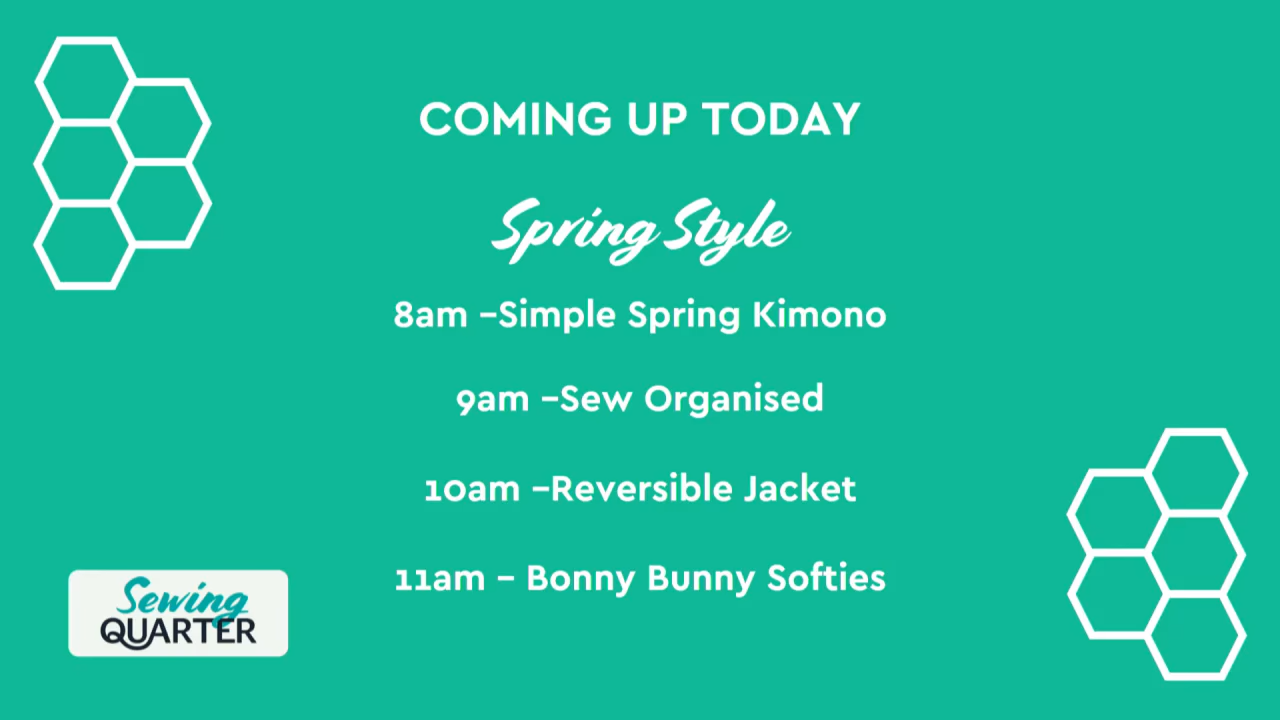 COMING UP TODAY
Spring Style
8am –Simple Spring Kimono
9am –Sew Organised
10am –Reversible Jacket
11am – Bonny Bunny Softies
Sewing
QUARTER